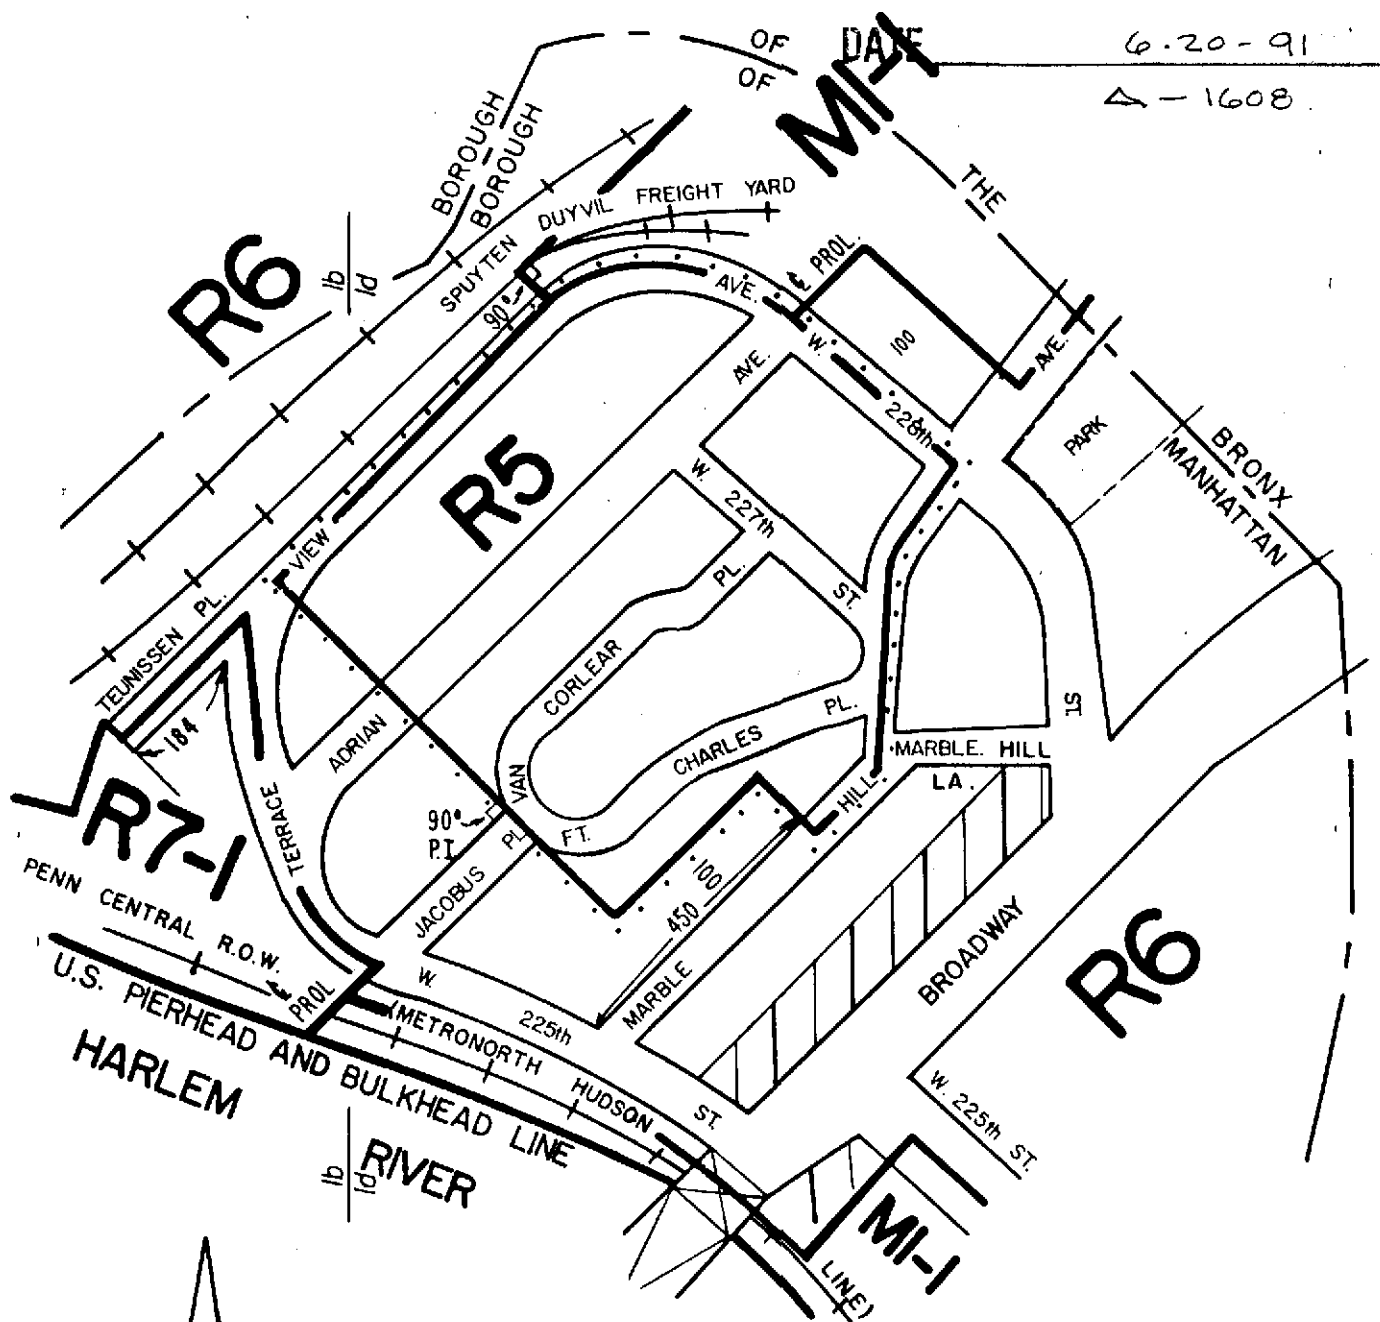 DATE 6-20-91
△-1608
OF
OF
M1-1
BOROUGH
BOROUGH
THE
R6
1b
1d
SPUYTEN DUYVIL FREIGHT YARD
90°
AVE.
℄ PROL.
W.
100
AVE.
AVE.
228th
PARK
BRONX
MANHATTAN
R5
W. 227th ST.
VIEW
TEUNISSEN PL.
184
ADRIAN
CORLEAR PL.
VAN
CHARLES PL.
FT.
ST.
MARBLE HILL
LA.
HILL
R7-1
TERRACE
90°
P.I.
JACOBUS PL.
100
450
MARBLE
BROADWAY
R6
PENN CENTRAL R.O.W.
℄ PROL
W. 225th ST.
(METRONORTH HUDSON LINE)
U.S. PIERHEAD AND BULKHEAD LINE
HARLEM RIVER
1b
1d
W. 225th ST.
M1-1